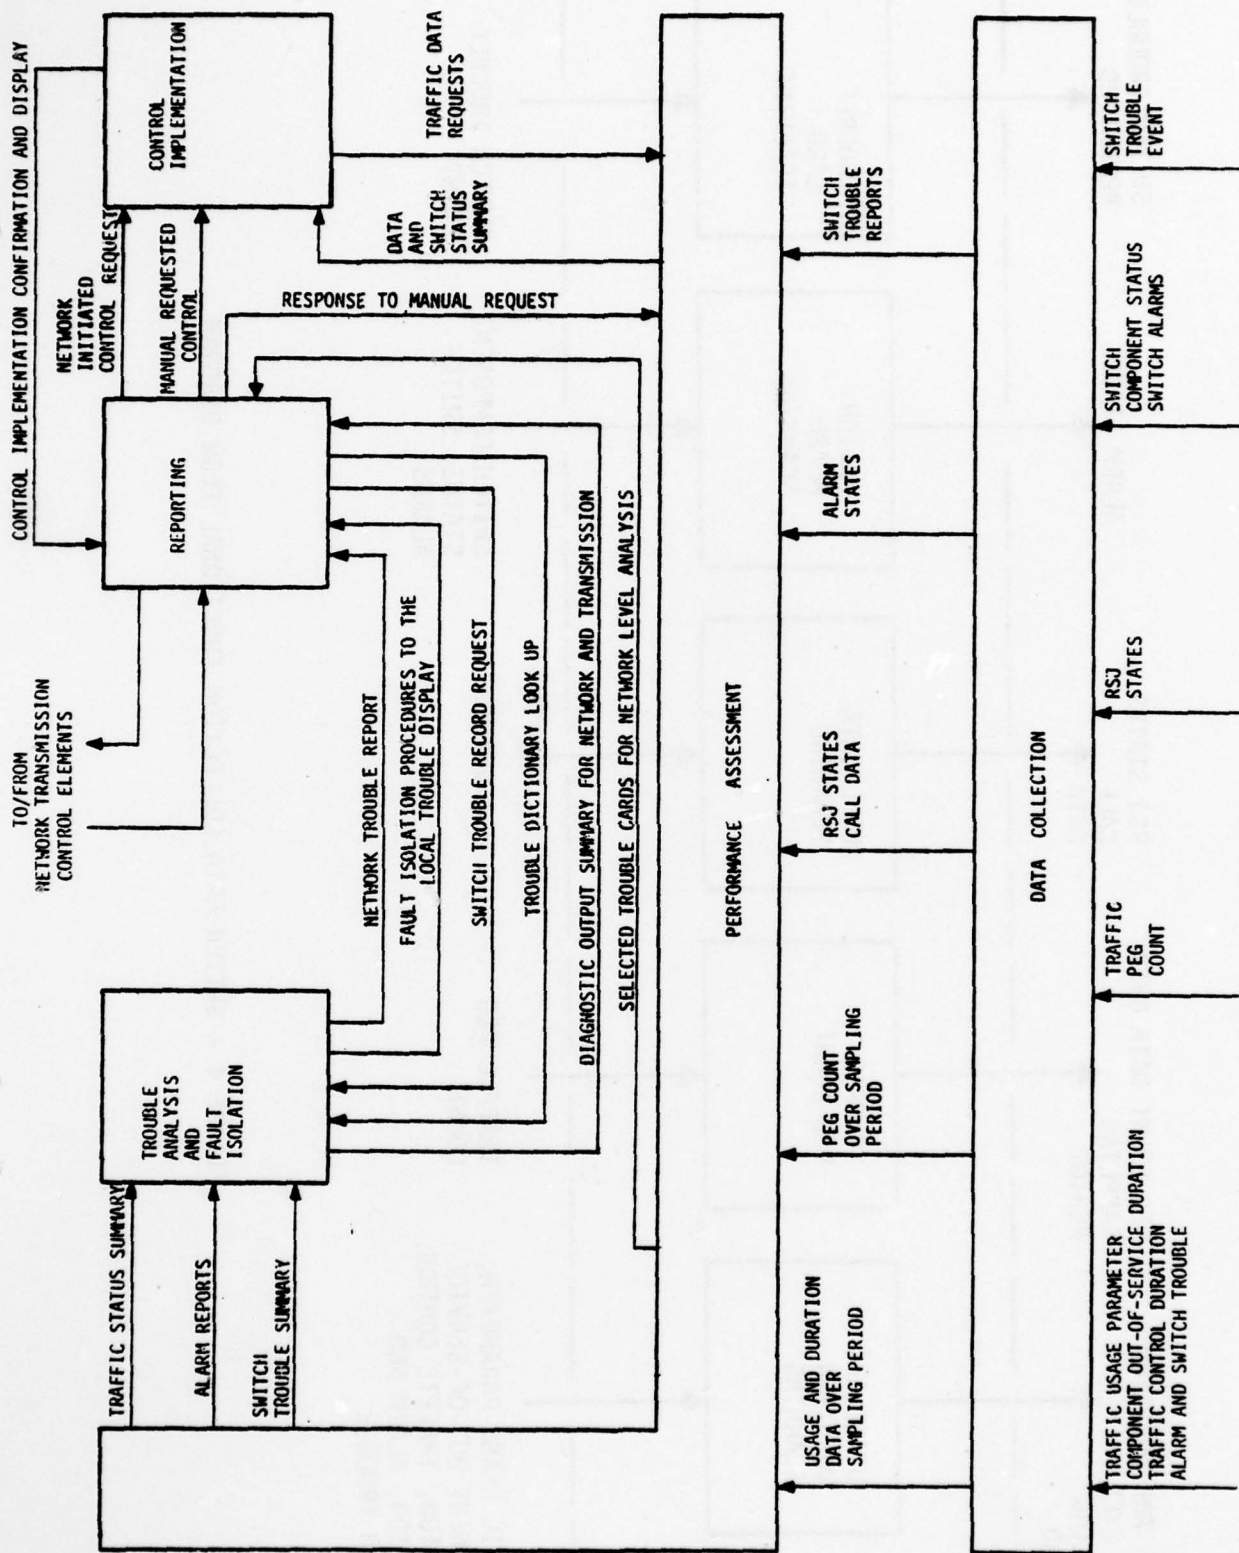 CONTROL IMPLEMENTATION CONFIRMATION AND DISPLAY
TO/FROM
NETWORK TRANSMISSION
CONTROL ELEMENTS
NETWORK
INITIATED
CONTROL REQUEST
MANUAL REQUESTED
CONTROL
CONTROL
IMPLEMENTATION
REPORTING
TROUBLE
ANALYSIS
AND
FAULT
ISOLATION
TRAFFIC STATUS SUMMARY
ALARM REPORTS
SWITCH
TROUBLE SUMMARY
NETWORK TROUBLE REPORT
FAULT ISOLATION PROCEDURES TO THE
LOCAL TROUBLE DISPLAY
SWITCH TROUBLE RECORD REQUEST
TROUBLE DICTIONARY LOOK UP
DIAGNOSTIC OUTPUT SUMMARY FOR NETWORK AND TRANSMISSION
SELECTED TROUBLE CARDS FOR NETWORK LEVEL ANALYSIS
RESPONSE TO MANUAL REQUEST
DATA
AND
SWITCH
STATUS
SUMMARY
TRAFFIC DATA
REQUESTS
PERFORMANCE ASSESSMENT
USAGE AND DURATION
DATA OVER
SAMPLING PERIOD
PEG COUNT
OVER SAMPLING
PERIOD
RSJ STATES
CALL DATA
ALARM
STATES
SWITCH
TROUBLE
REPORTS
DATA COLLECTION
TRAFFIC USAGE PARAMETER
COMPONENT OUT-OF-SERVICE DURATION
TRAFFIC CONTROL DURATION
ALARM AND SWITCH TROUBLE
TRAFFIC
PEG
COUNT
RSJ
STATES
SWITCH
COMPONENT STATUS
SWITCH ALARMS
SWITCH
TROUBLE
EVENT